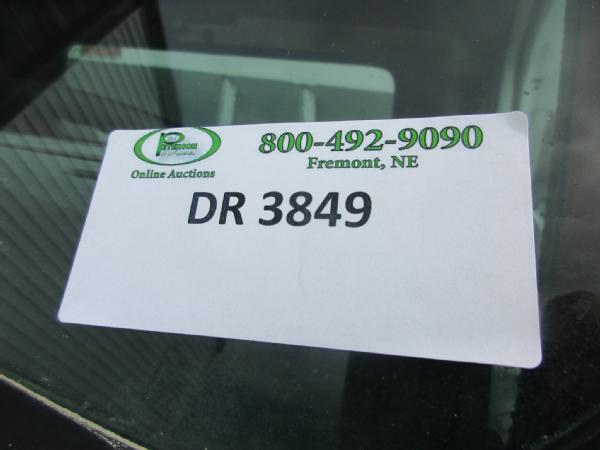 800-492-9090
Fremont, NE
Online Auctions
DR 3849